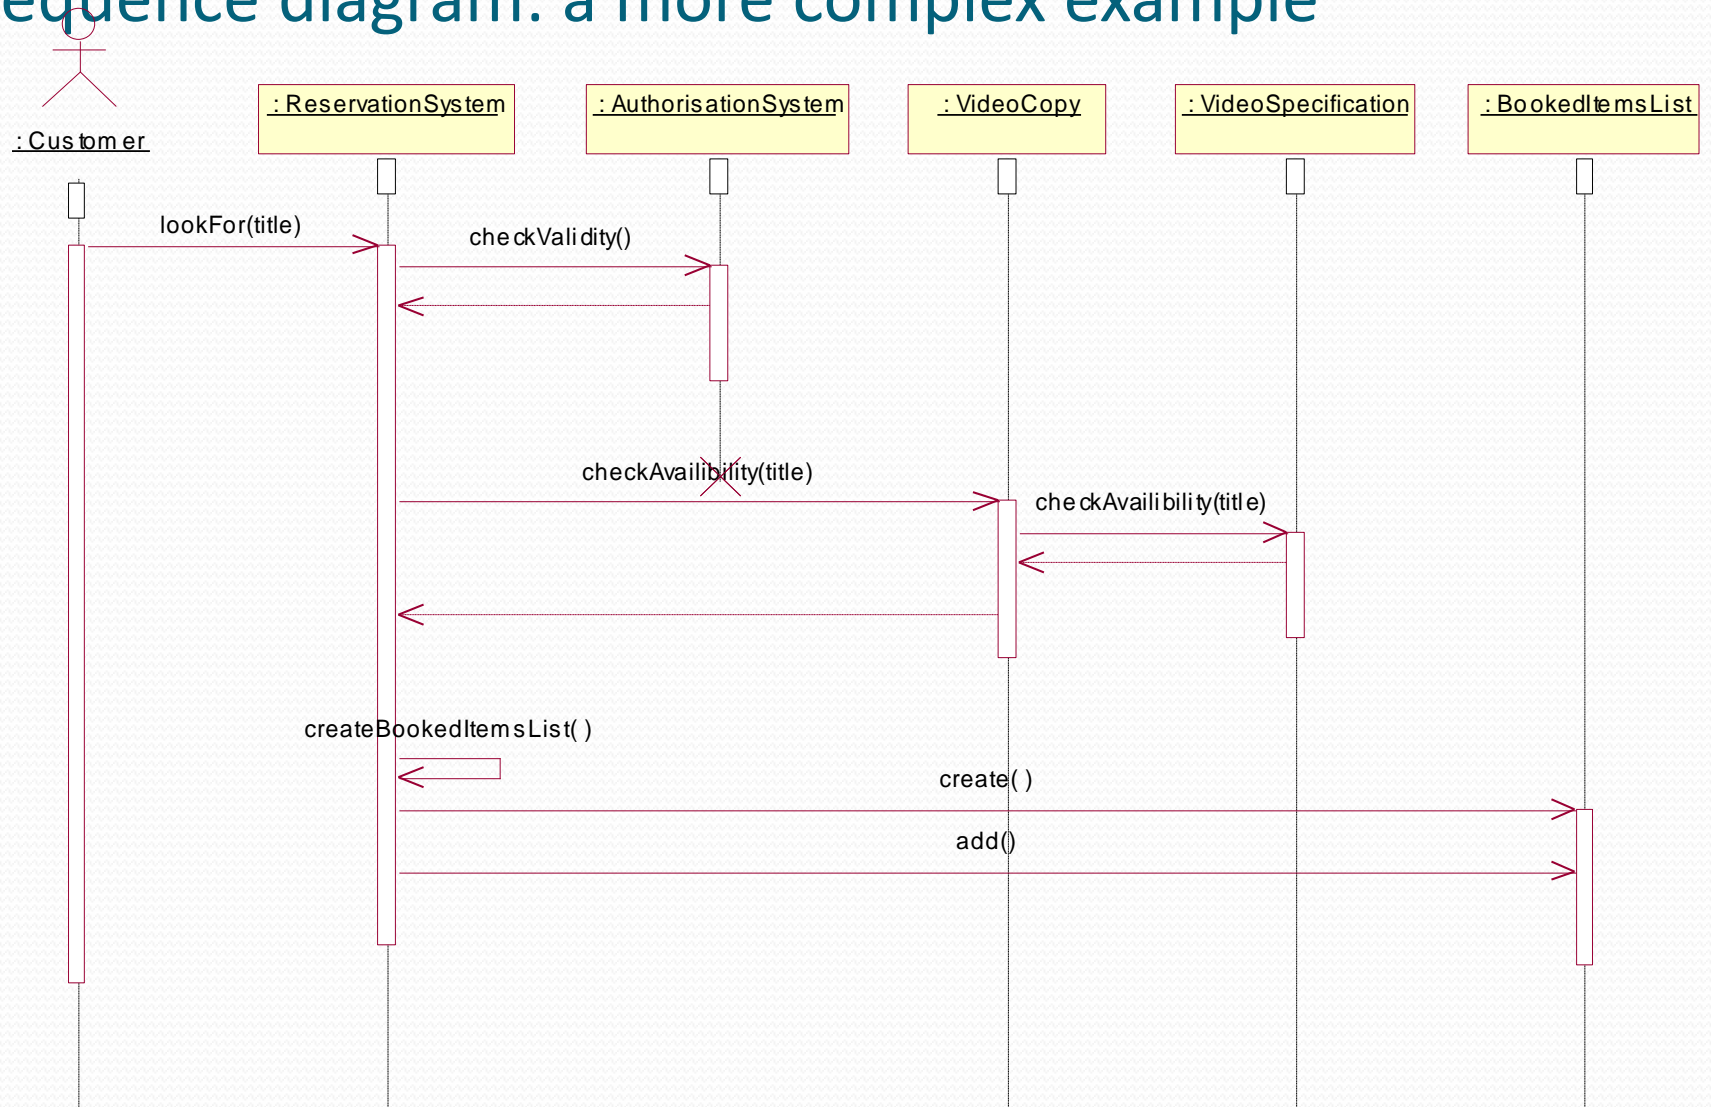 equence diagram: a more complex example
: Customer
: ReservationSystem
: AuthorisationSystem
: VideoCopy
: VideoSpecification
: BookedItemsList
lookFor(title)
checkValidity()
checkAvailibility(title)
checkAvailibility(title)
createBookedItemsList( )
create( )
add()